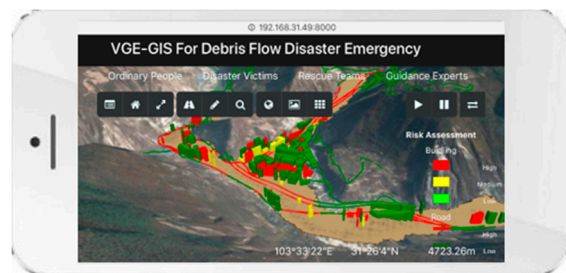 192.168.31.49:8000
VGE-GIS For Debris Flow Disaster Emergency
Ordinary People Disaster Victims Rescue Teams Guidance Experts
Risk Assessment
Building
High
Medium
Low
Road
High
103°33'22"E 31°26'4"N 4723.26m Low